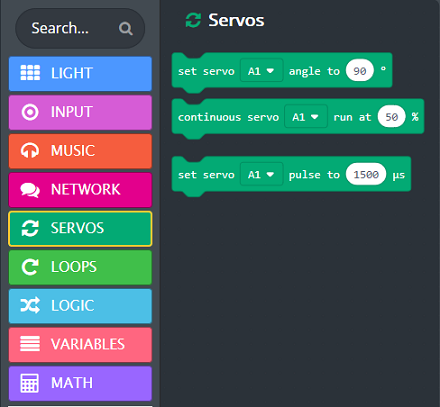 Search...
LIGHT
INPUT
MUSIC
NETWORK
SERVOS
LOOPS
LOGIC
VARIABLES
MATH
Servos
set servo A1 angle to 90 °
continuous servo A1 run at 50 %
set servo A1 pulse to 1500 µs